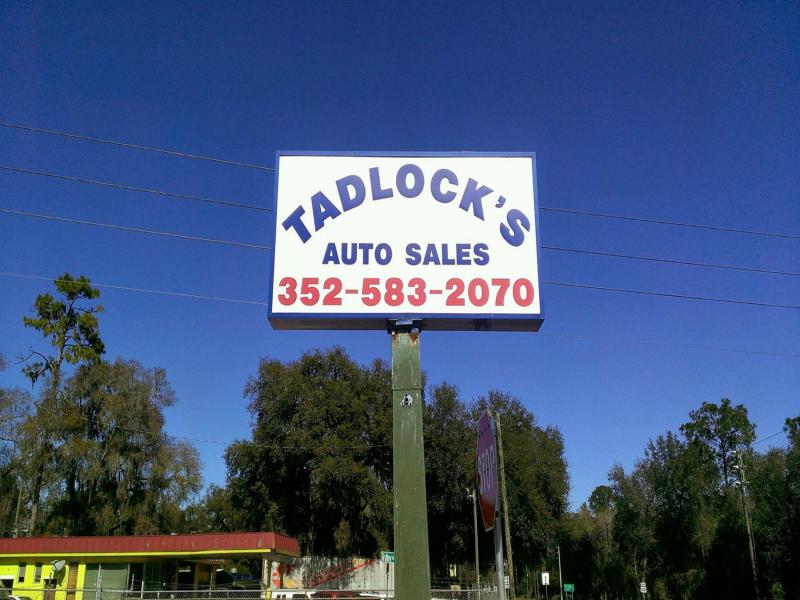 TADLOCK'S
AUTO SALES
352-583-2070
STOP